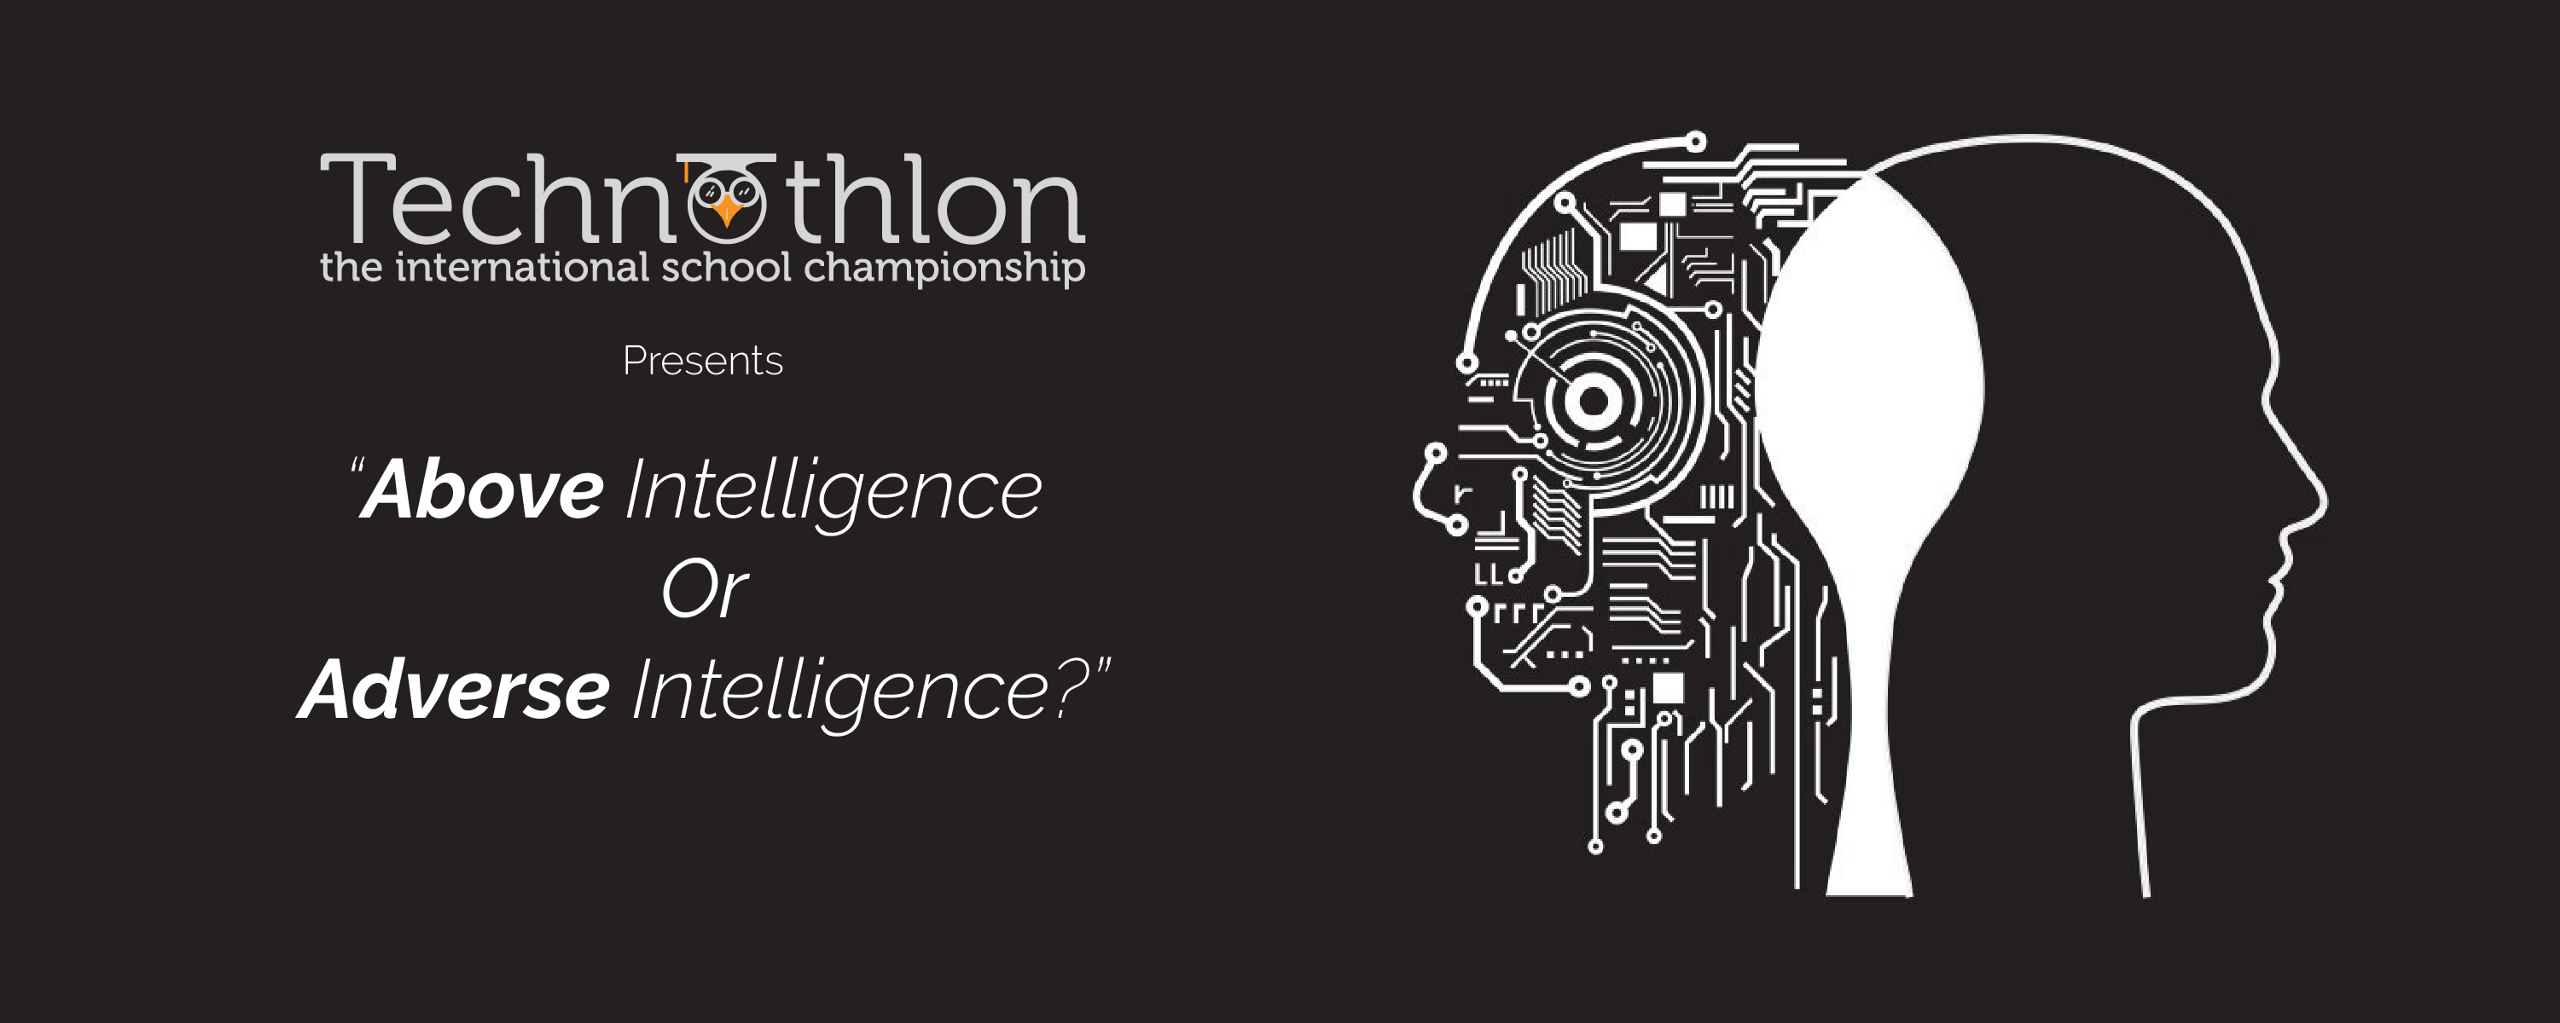 Technothlon
the international school championship
Presents
“Above Intelligence
Or
Adverse Intelligence?”